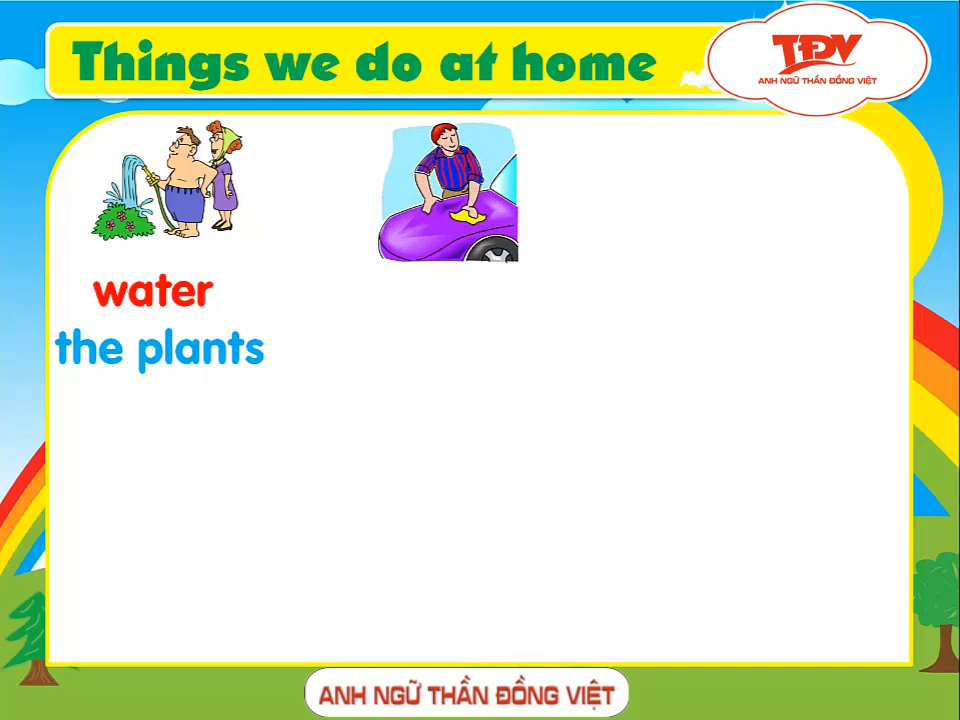 Things we do at home
TĐV
ANH NGỮ THẦN ĐỒNG VIỆT
water
the plants
ANH NGỮ THẦN ĐỒNG VIỆT